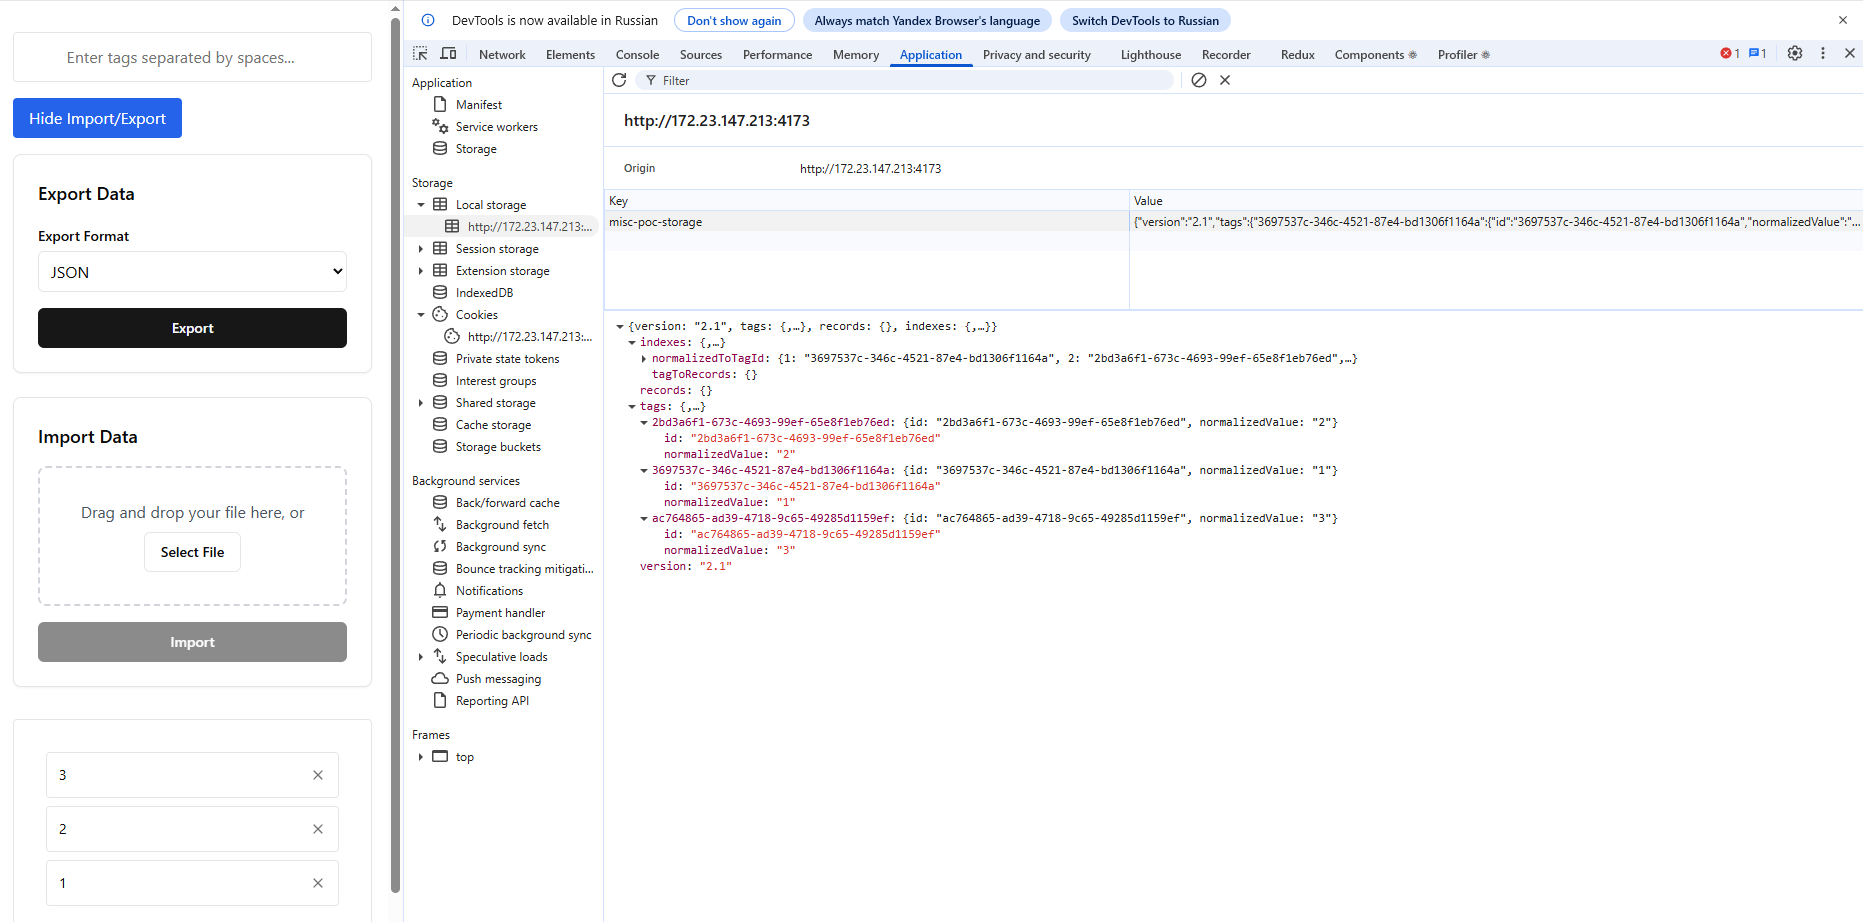 Enter tags separated by spaces...
Hide Import/Export
Export Data
Export Format
JSON
Export
Import Data
Drag and drop your file here, or
Select File
Import
3
2
1
DevTools is now available in Russian
Don't show again
Always match Yandex Browser's language
Switch DevTools to Russian
Network
Elements
Console
Sources
Performance
Memory
Application
Privacy and security
Lighthouse
Recorder
Redux
Components
Profiler
1
1
Application
Manifest
Service workers
Storage
Storage
Local storage
http://172.23.147.213:...
Session storage
Extension storage
IndexedDB
Cookies
http://172.23.147.213:...
Private state tokens
Interest groups
Shared storage
Cache storage
Storage buckets
Background services
Back/forward cache
Background fetch
Background sync
Bounce tracking mitigati...
Notifications
Payment handler
Periodic background sync
Speculative loads
Push messaging
Reporting API
Frames
top
Filter
http://172.23.147.213:4173
Origin http://172.23.147.213:4173
Key Value
misc-poc-storage {"version":"2.1","tags":{"3697537c-346c-4521-87e4-bd1306f1164a":{"id":"3697537c-346c-4521-87e4-bd1306f1164a","normalizedValue":"...
{version: "2.1", tags: {,…}, records: {}, indexes: {,…}}
indexes: {,…}
normalizedToTagId: {1: "3697537c-346c-4521-87e4-bd1306f1164a", 2: "2bd3a6f1-673c-4693-99ef-65e8f1eb76ed",…}
tagToRecords: {}
records: {}
tags: {,…}
2bd3a6f1-673c-4693-99ef-65e8f1eb76ed: {id: "2bd3a6f1-673c-4693-99ef-65e8f1eb76ed", normalizedValue: "2"}
id: "2bd3a6f1-673c-4693-99ef-65e8f1eb76ed"
normalizedValue: "2"
3697537c-346c-4521-87e4-bd1306f1164a: {id: "3697537c-346c-4521-87e4-bd1306f1164a", normalizedValue: "1"}
id: "3697537c-346c-4521-87e4-bd1306f1164a"
normalizedValue: "1"
ac764865-ad39-4718-9c65-49285d1159ef: {id: "ac764865-ad39-4718-9c65-49285d1159ef", normalizedValue: "3"}
id: "ac764865-ad39-4718-9c65-49285d1159ef"
normalizedValue: "3"
version: "2.1"